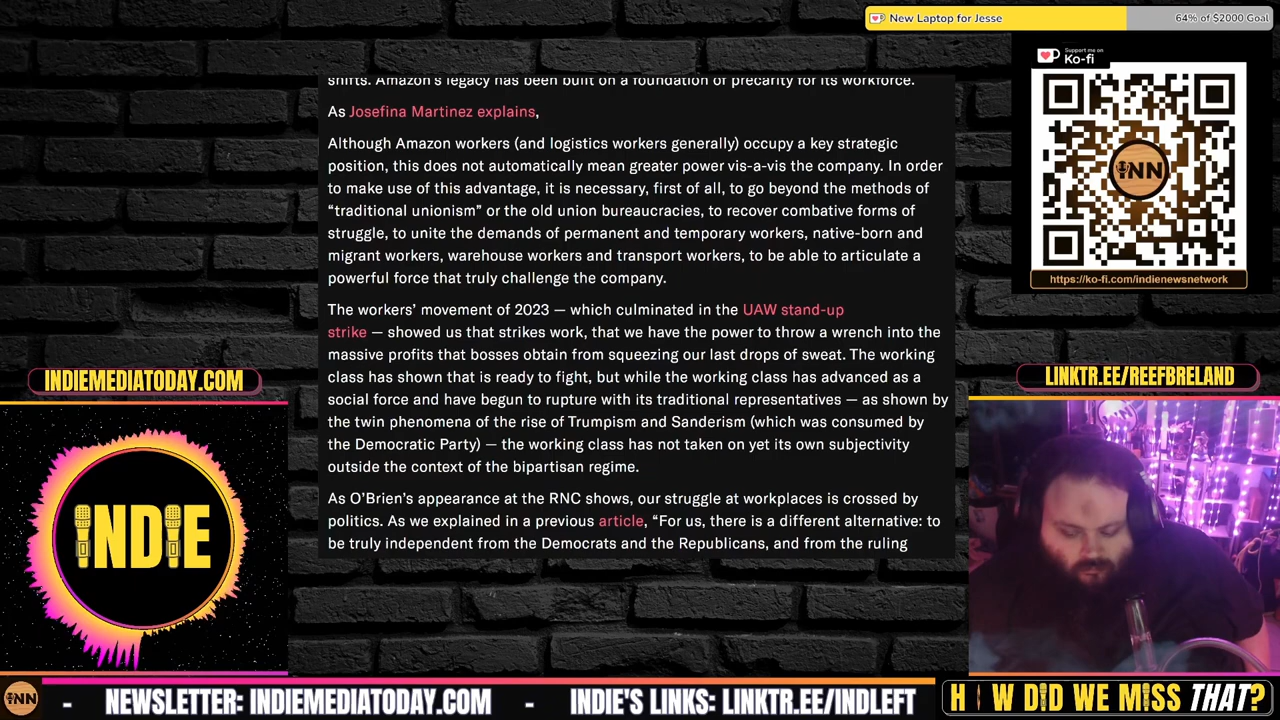 New Laptop for Jesse
64% of $2000 Goal
Support me on
Ko-fi
INN
https://ko-fi.com/indienewsnetwork
shifts. Amazon's legacy has been built on a foundation of precarity for its workforce.
As Josefina Martinez explains,
Although Amazon workers (and logistics workers generally) occupy a key strategic
position, this does not automatically mean greater power vis-a-vis the company. In order
to make use of this advantage, it is necessary, first of all, to go beyond the methods of
“traditional unionism” or the old union bureaucracies, to recover combative forms of
struggle, to unite the demands of permanent and temporary workers, native-born and
migrant workers, warehouse workers and transport workers, to be able to articulate a
powerful force that truly challenge the company.
The workers’ movement of 2023 — which culminated in the UAW stand-up
strike — showed us that strikes work, that we have the power to throw a wrench into the
massive profits that bosses obtain from squeezing our last drops of sweat. The working
class has shown that is ready to fight, but while the working class has advanced as a
social force and have begun to rupture with its traditional representatives — as shown by
the twin phenomena of the rise of Trumpism and Sanderism (which was consumed by
the Democratic Party) — the working class has not taken on yet its own subjectivity
outside the context of the bipartisan regime.
As O’Brien’s appearance at the RNC shows, our struggle at workplaces is crossed by
politics. As we explained in a previous article, “For us, there is a different alternative: to
be truly independent from the Democrats and the Republicans, and from the ruling
INDIEMEDIATODAY.COM
INDIE
LINKTR.EE/REEFBRELAND
INN
- NEWSLETTER: INDIEMEDIATODAY.COM - INDIE'S LINKS: LINKTR.EE/INDLEFT
HOW DID WE MISS THAT?